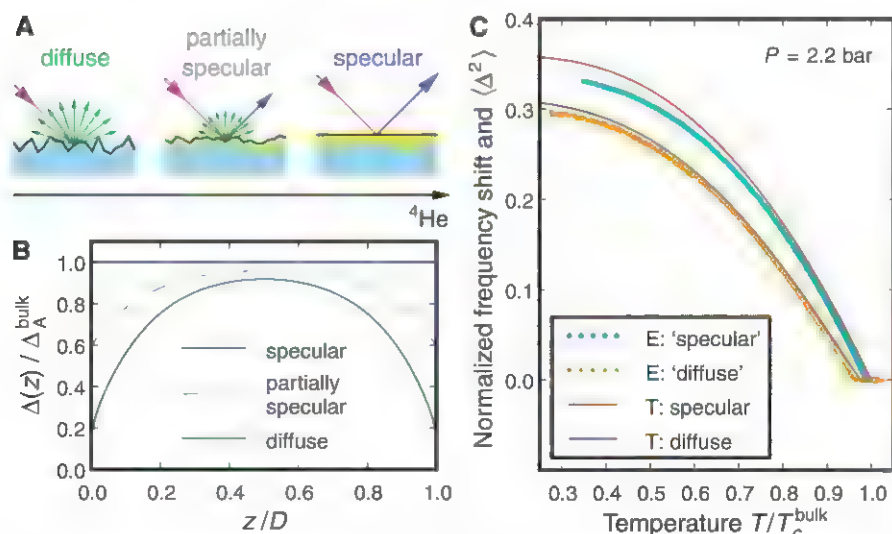 A
diffuse
partially
specular
specular
⁴He
B
Δ(z) / Δ_A^bulk
1.0
0.8
0.6
0.4
0.2
0.0
specular
partially
specular
diffuse
0.0 0.2 0.4 0.6 0.8 1.0
z/D
C
P = 2.2 bar
Normalized frequency shift and ⟨Δ²⟩
0.4
0.3
0.2
0.1
0.0
E: 'specular'
E: 'diffuse'
T: specular
T: diffuse
0.3 0.4 0.5 0.6 0.7 0.8 0.9 1.0
Temperature T/T_c^bulk